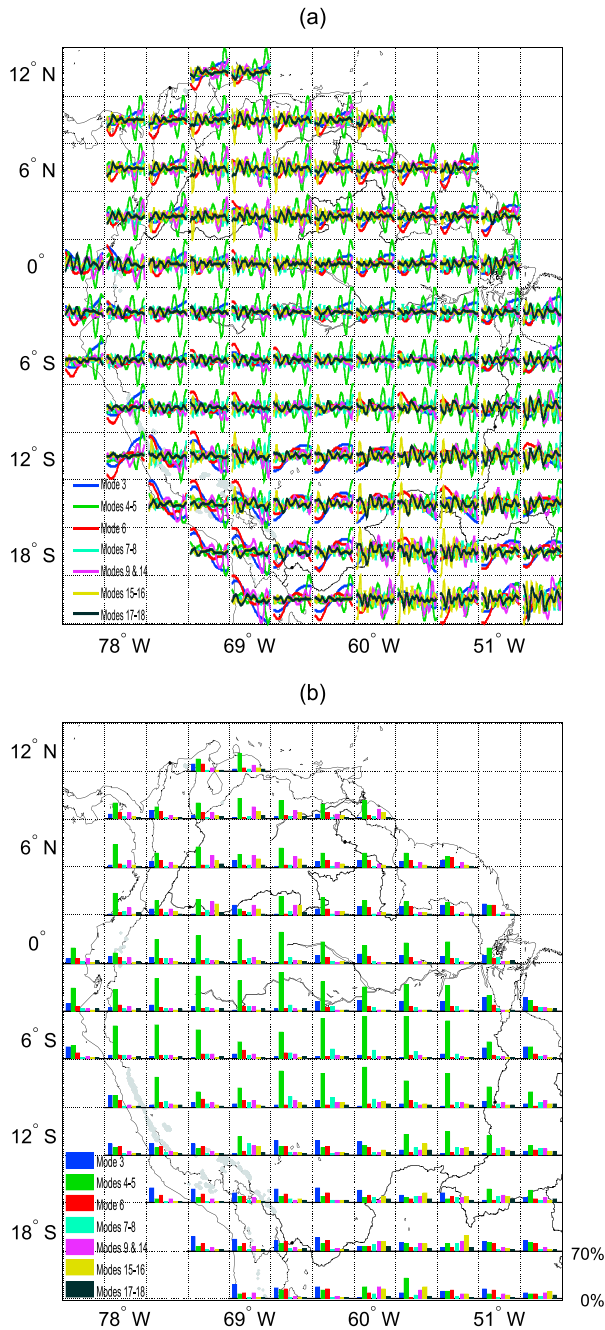 (a)
12° N
6° N
0°
6° S
12° S
18° S
Mode 3
Modes 4-5
Mode 6
Modes 7-8
Modes 9 & 14
Modes 15-16
Modes 17-18
78° W 69° W 60° W 51° W
(b)
12° N
6° N
0°
6° S
12° S
18° S
Mode 3
Modes 4-5
Mode 6
Modes 7-8
Modes 9 & 14
Modes 15-16
Modes 17-18
70%
0%
78° W 69° W 60° W 51° W